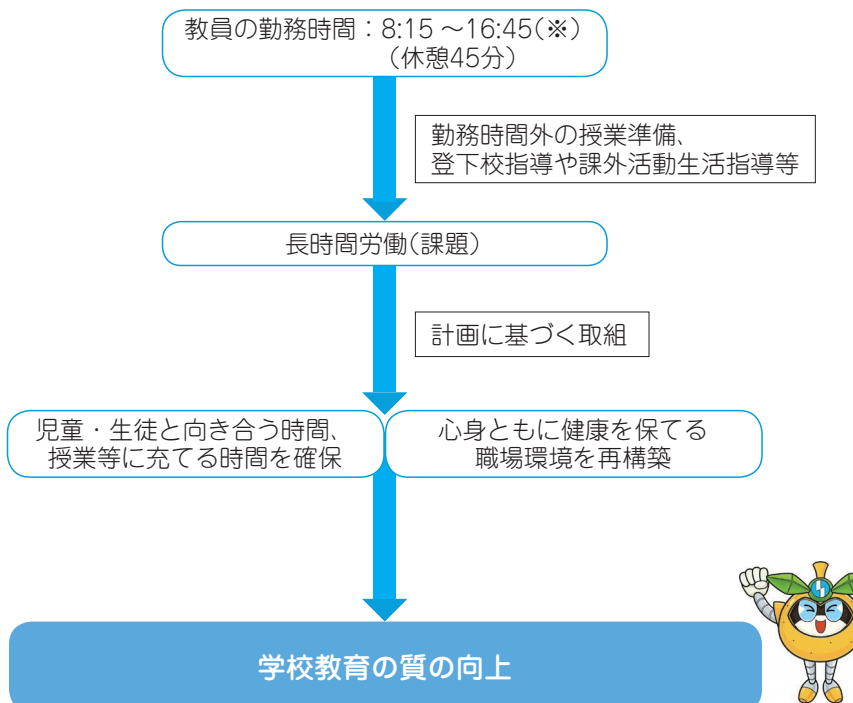 教員の勤務時間：8:15～16:45(※)
（休憩45分）
勤務時間外の授業準備、
登下校指導や課外活動生活指導等
長時間労働(課題)
計画に基づく取組
児童・生徒と向き合う時間、
授業等に充てる時間を確保
心身ともに健康を保てる
職場環境を再構築
学校教育の質の向上